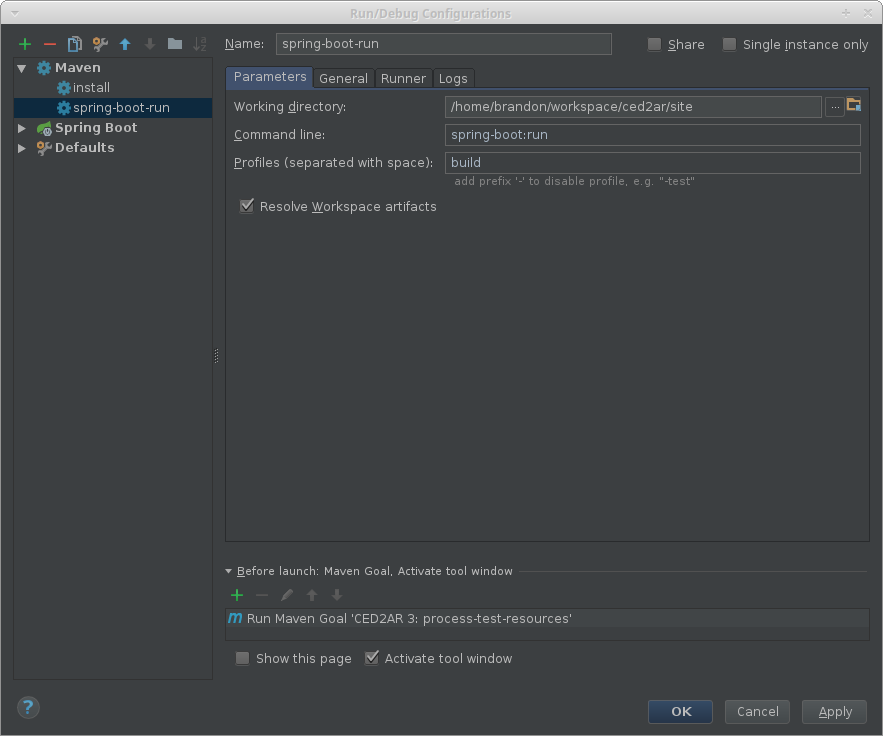 Run/Debug Configurations
Name: spring-boot-run Share Single instance only
Maven
install
spring-boot-run
Spring Boot
Defaults
Parameters General Runner Logs
Working directory: /home/brandon/workspace/ced2ar/site ...
Command line: spring-boot:run
Profiles (separated with space): build
add prefix '-' to disable profile, e.g. "-test"
Resolve Workspace artifacts
Before launch: Maven Goal, Activate tool window
m Run Maven Goal 'CED2AR 3: process-test-resources'
Show this page Activate tool window
? OK Cancel Apply